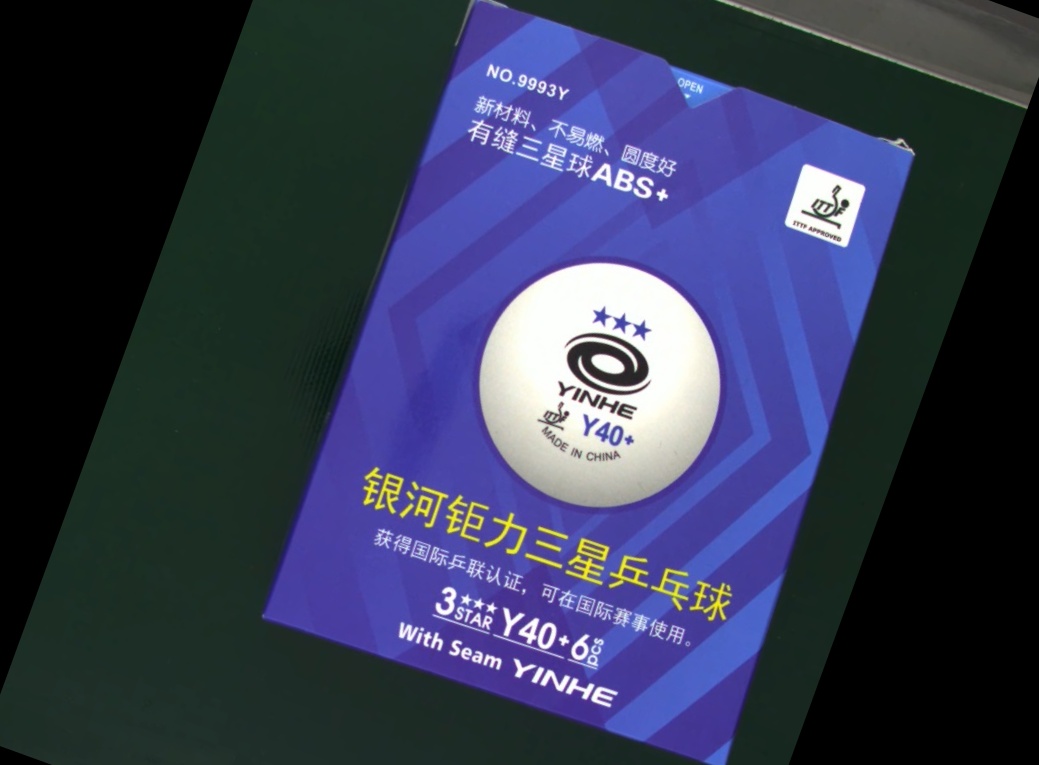 OPEN
NO.9993Y
新材料、不易燃、圆度好
有缝三星球ABS+
ITTF
ITTF APPROVED
★★★
YINHE
ITTF Y40+
MADE IN CHINA
银河钜力三星乒乓球
获得国际乒联认证，可在国际赛事使用。
3★★★STAR Y40+6pcs
With Seam YINHE